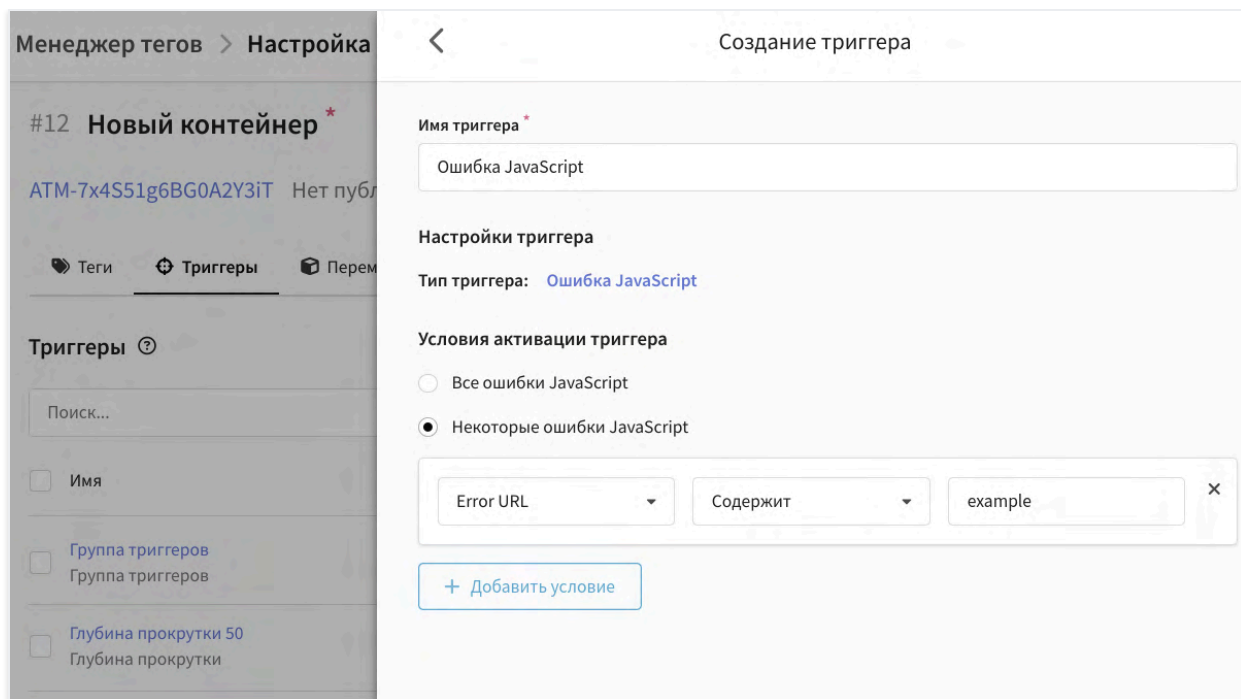 Менеджер тегов > Настройка
#12 Новый контейнер *
ATM-7x4S51g6BG0A2Y3iT Нет публ
Теги Триггеры Перем
Триггеры ?
Поиск...
Имя
Группа триггеров
Группа триггеров
Глубина прокрутки 50
Глубина прокрутки
Создание триггера
Имя триггера *
Ошибка JavaScript
Настройки триггера
Тип триггера: Ошибка JavaScript
Условия активации триггера
Все ошибки JavaScript
Некоторые ошибки JavaScript
Error URL Содержит example ×
+ Добавить условие